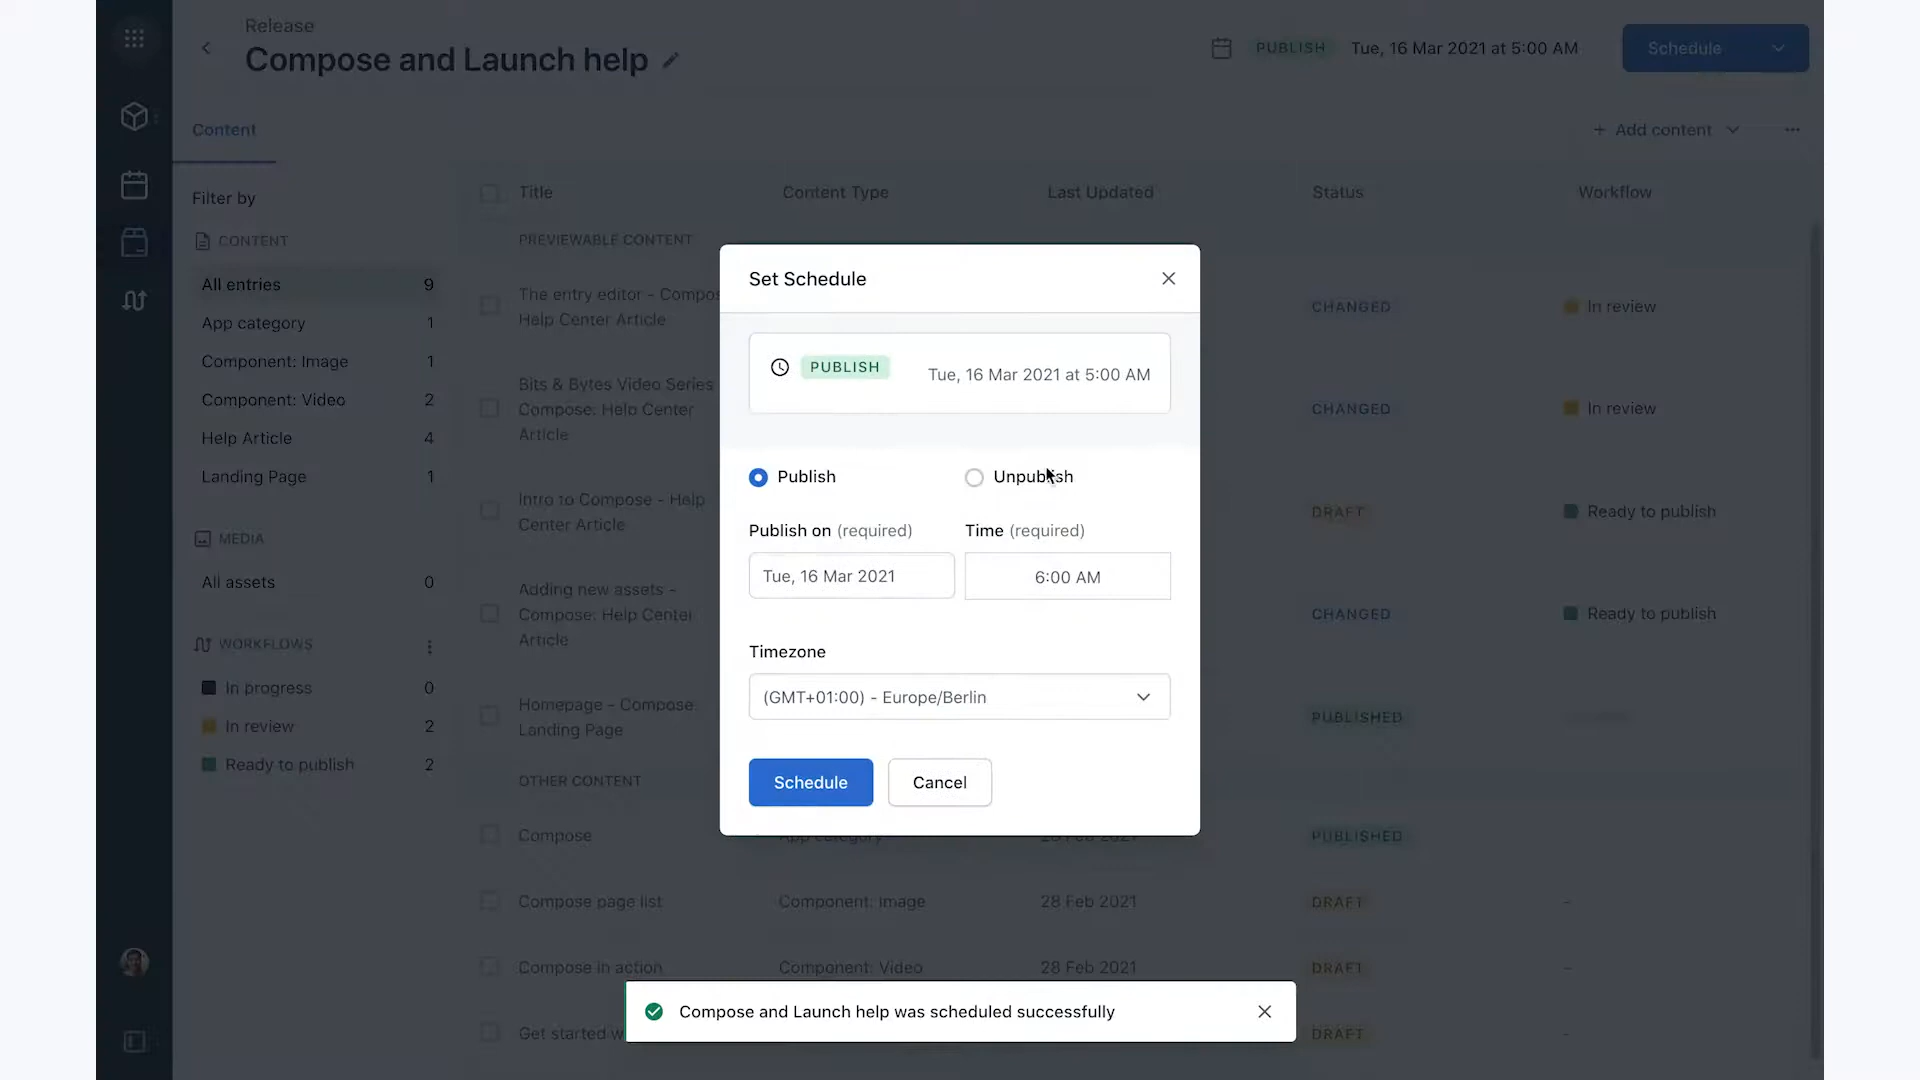 Release
Compose and Launch help
PUBLISH Tue, 16 Mar 2021 at 5:00 AM
Schedule
Content
+ Add content
Filter by
CONTENT
All entries 9
App category 1
Component: Image 1
Component: Video 2
Help Article 4
Landing Page 1
MEDIA
All assets 0
WORKFLOWS
In progress 0
In review 2
Ready to publish 2
Title Content Type Last Updated Status Workflow
PREVIEWABLE CONTENT
The entry editor - Compos
Help Center Article
CHANGED In review
Bits & Bytes Video Series
Compose: Help Center
Article
CHANGED In review
Intro to Compose - Help
Center Article
DRAFT Ready to publish
Adding new assets -
Compose: Help Center
Article
CHANGED Ready to publish
Homepage - Compose:
Landing Page
PUBLISHED
OTHER CONTENT
Compose App category 28 Feb 2021 PUBLISHED
Compose page list Component: Image 28 Feb 2021 DRAFT -
Compose in action Component: Video 28 Feb 2021 DRAFT -
Get started DRAFT -
Set Schedule
PUBLISH Tue, 16 Mar 2021 at 5:00 AM
Publish Unpublish
Publish on (required) Time (required)
Tue, 16 Mar 2021 6:00 AM
Timezone
(GMT+01:00) - Europe/Berlin
Schedule Cancel
Compose and Launch help was scheduled successfully